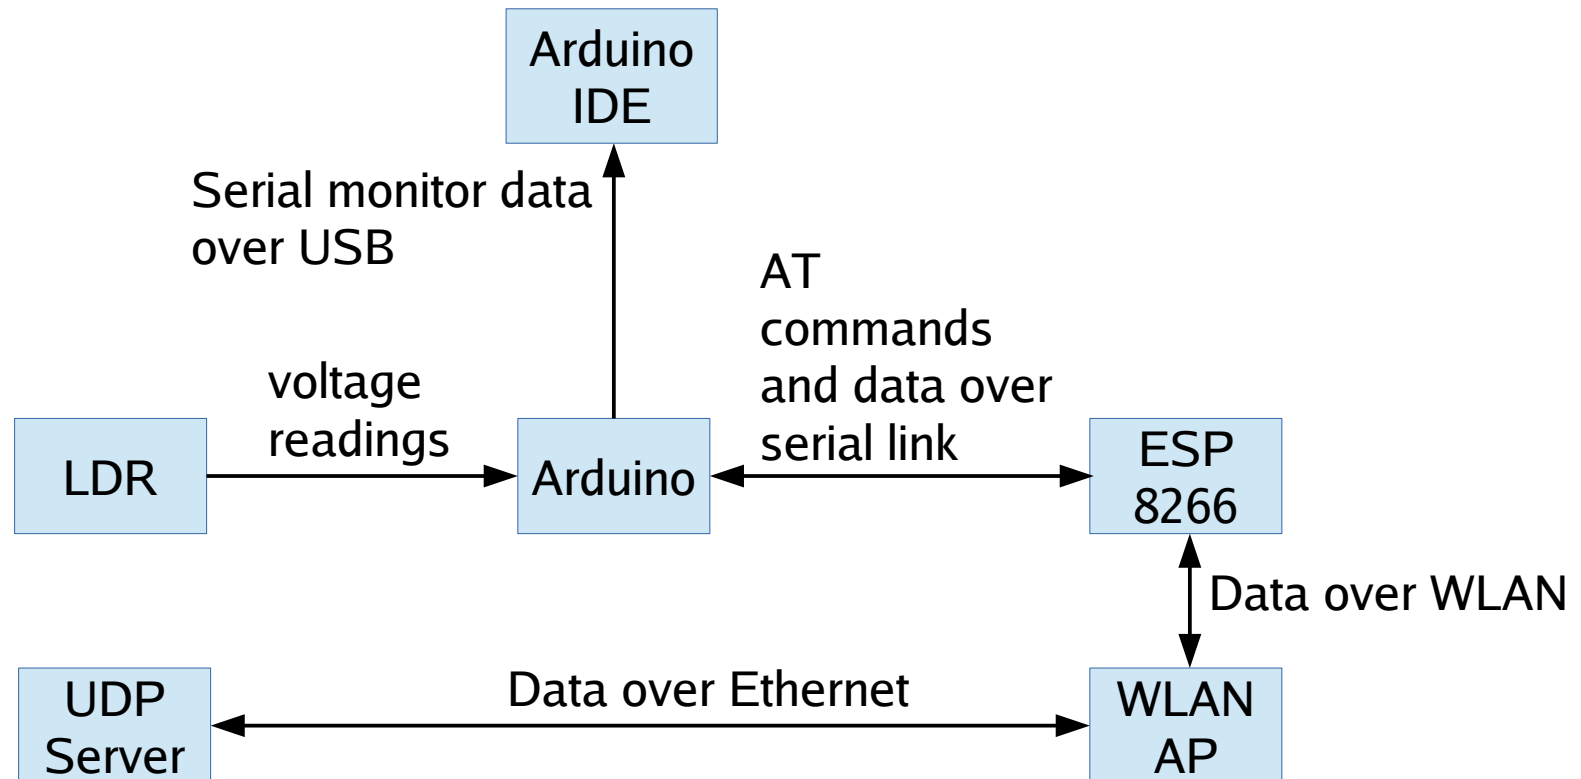 Arduino
IDE
Serial monitor data
over USB
AT
commands
and data over
serial link
voltage
readings
LDR
Arduino
ESP
8266
Data over WLAN
UDP
Server
Data over Ethernet
WLAN
AP